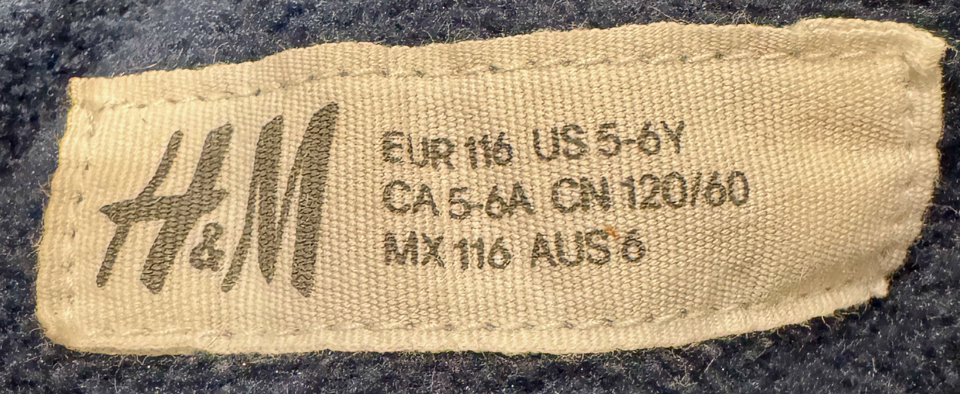 H&M
EUR 116 US 5-6Y
CA 5-6A CN 120/60
MX 116 AUS 6